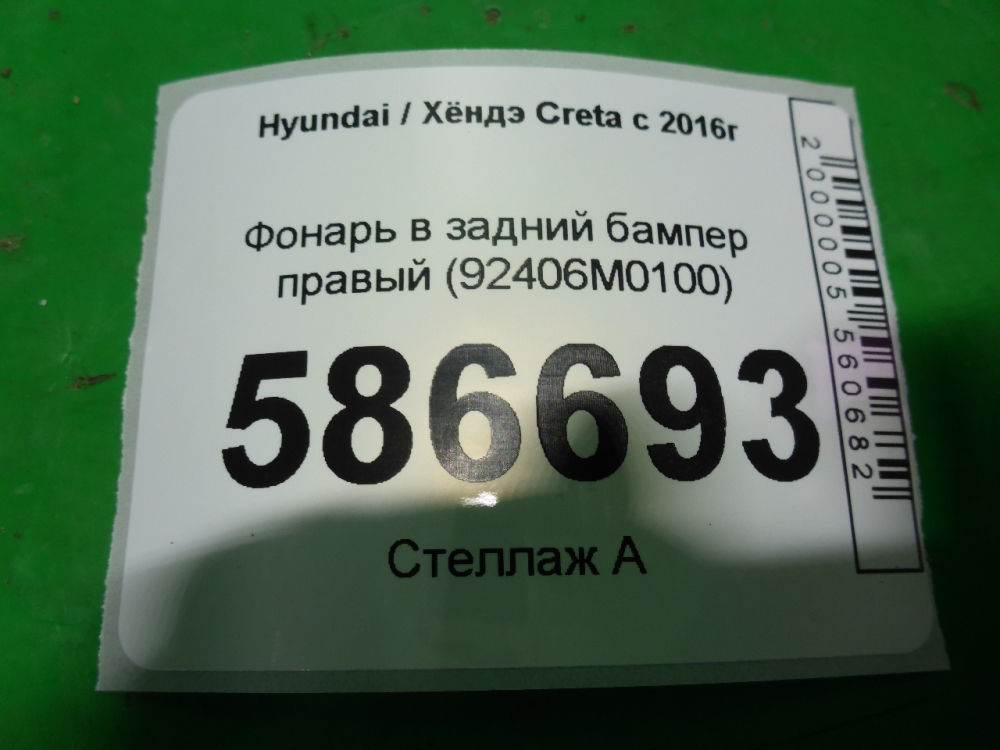 Hyundai / Хёндэ Creta с 2016г
Фонарь в задний бампер
правый (92406M0100)
586693
Стеллаж А
2000005560682